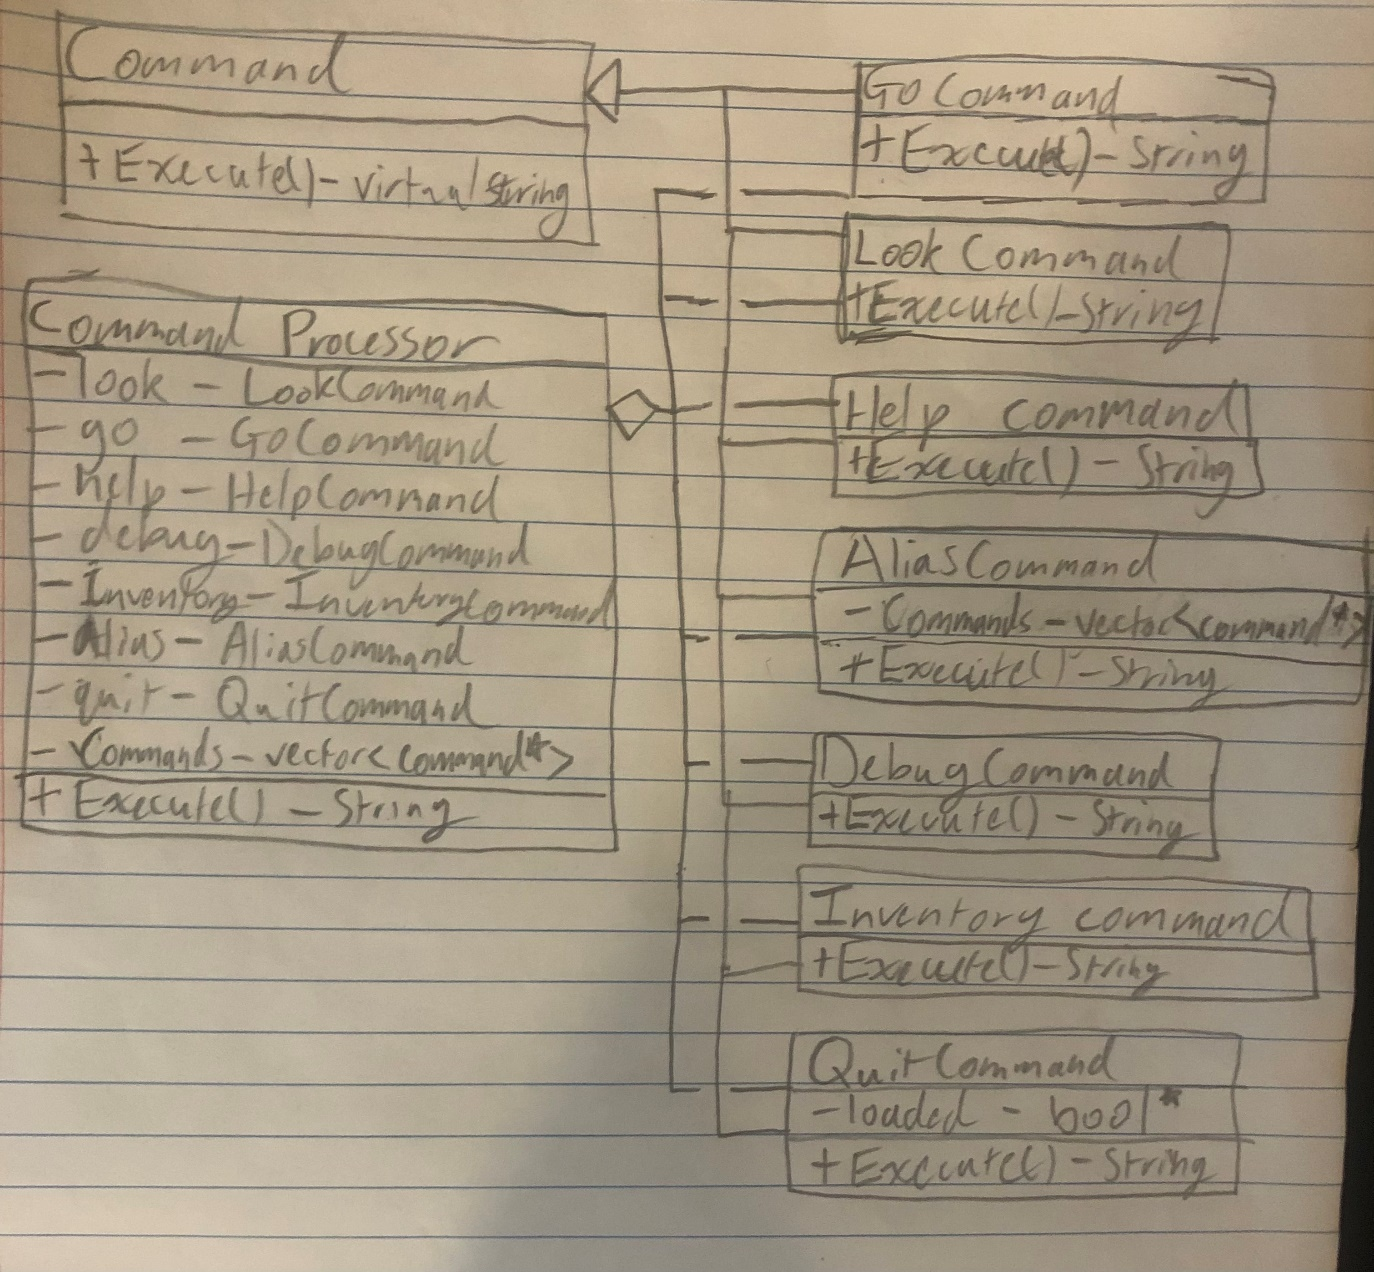 Command
+Execute()-virtual string
Command Processor
-look - LookCommand
-go - GoCommand
-help - HelpCommand
-debug-DebugCommand
-Inventory-InventoryCommand
-Alias - AliasCommand
-quit - QuitCommand
-Commands-vector<command*>
+Execute() - String
GoCommand
+Execute()-String
Look Command
+Execute()-String
Help command
+Execute() - String
AliasCommand
-Commands-vector<command*>
+Execute() - String
DebugCommand
+Execute() - String
Inventory command
+Execute()-String
QuitCommand
-loaded - bool*
+Execute() - String